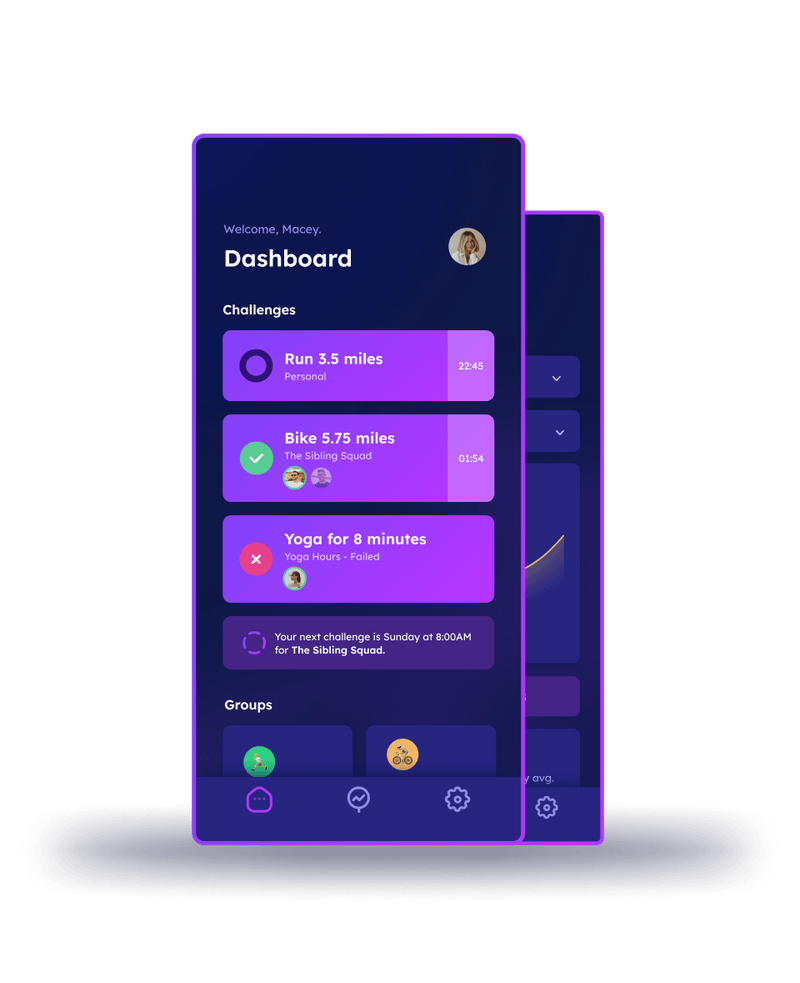 Welcome, Macey.
Dashboard
Challenges
Run 3.5 miles
Personal
22:45
Bike 5.75 miles
The Sibling Squad
01:54
Yoga for 8 minutes
Yoga Hours - Failed
Your next challenge is Sunday at 8:00AM
for The Sibling Squad.
Groups
avg.